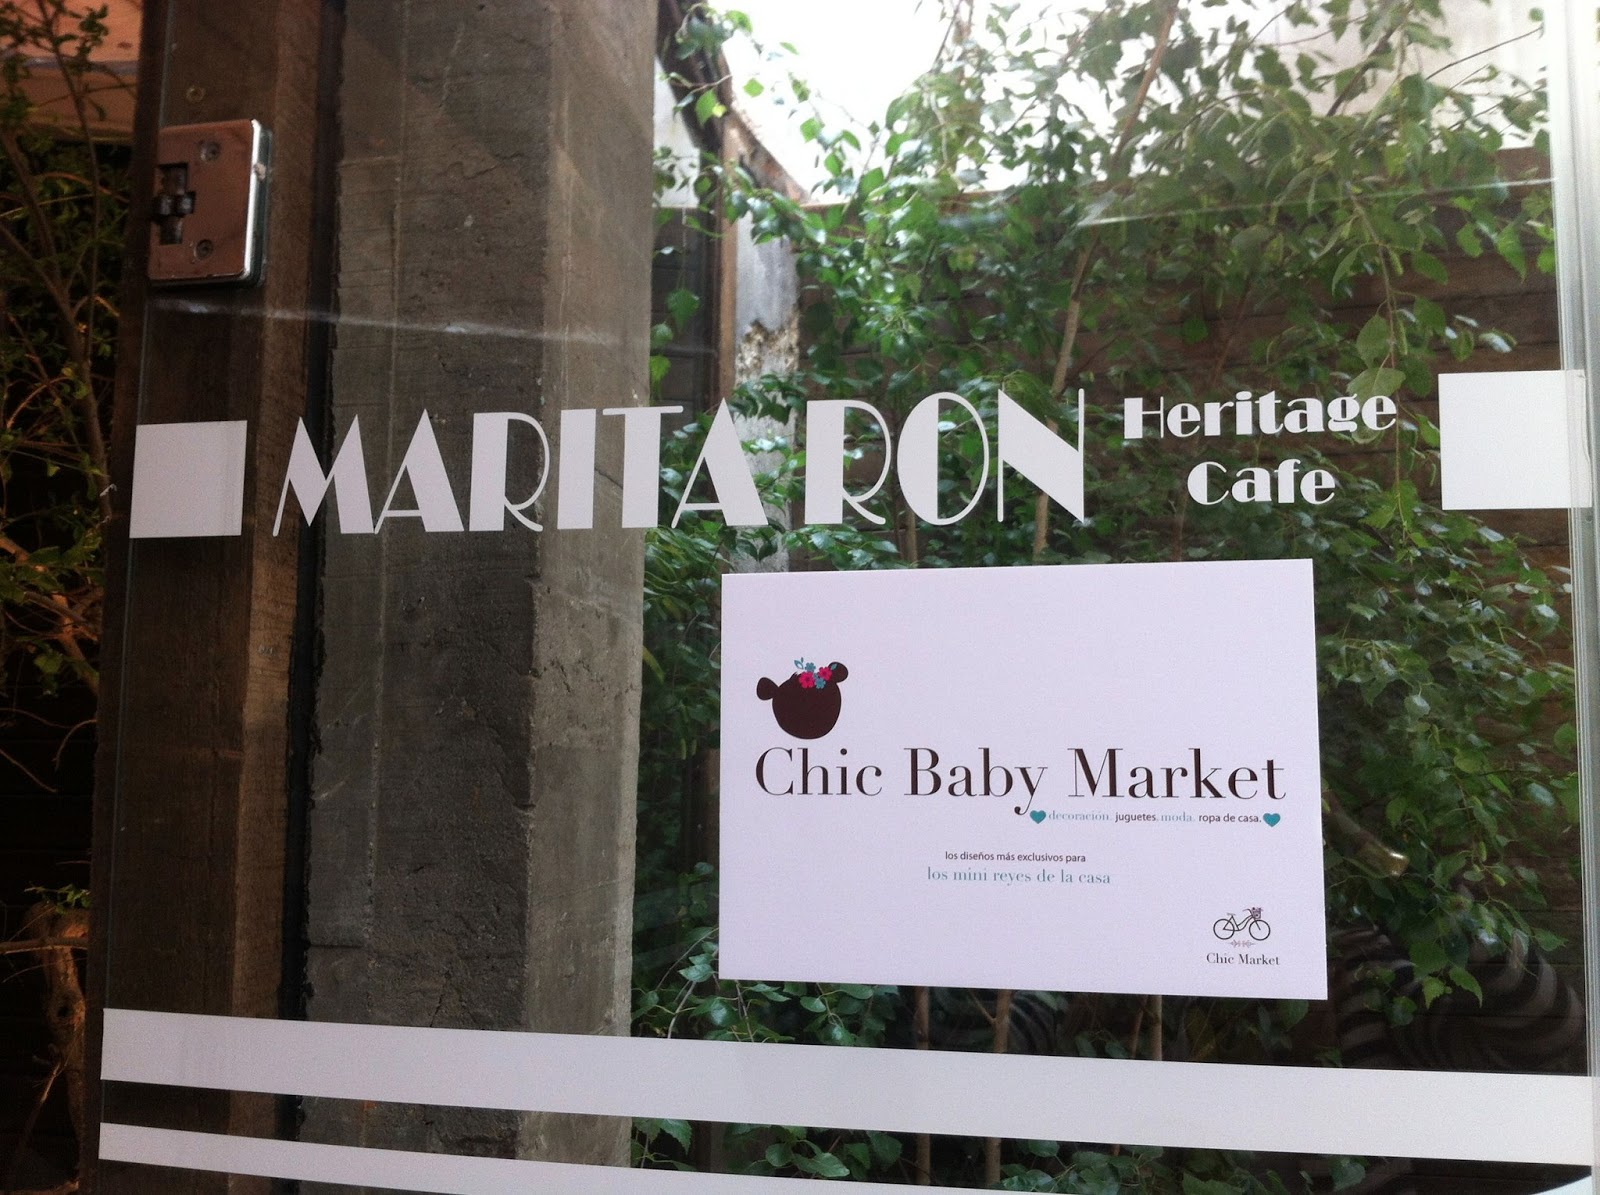 MARITA RON Heritage
Cafe
Chic Baby Market
decoración. juguetes. moda. ropa de casa.
los diseños más exclusivos para
los mini reyes de la casa
Chic Market